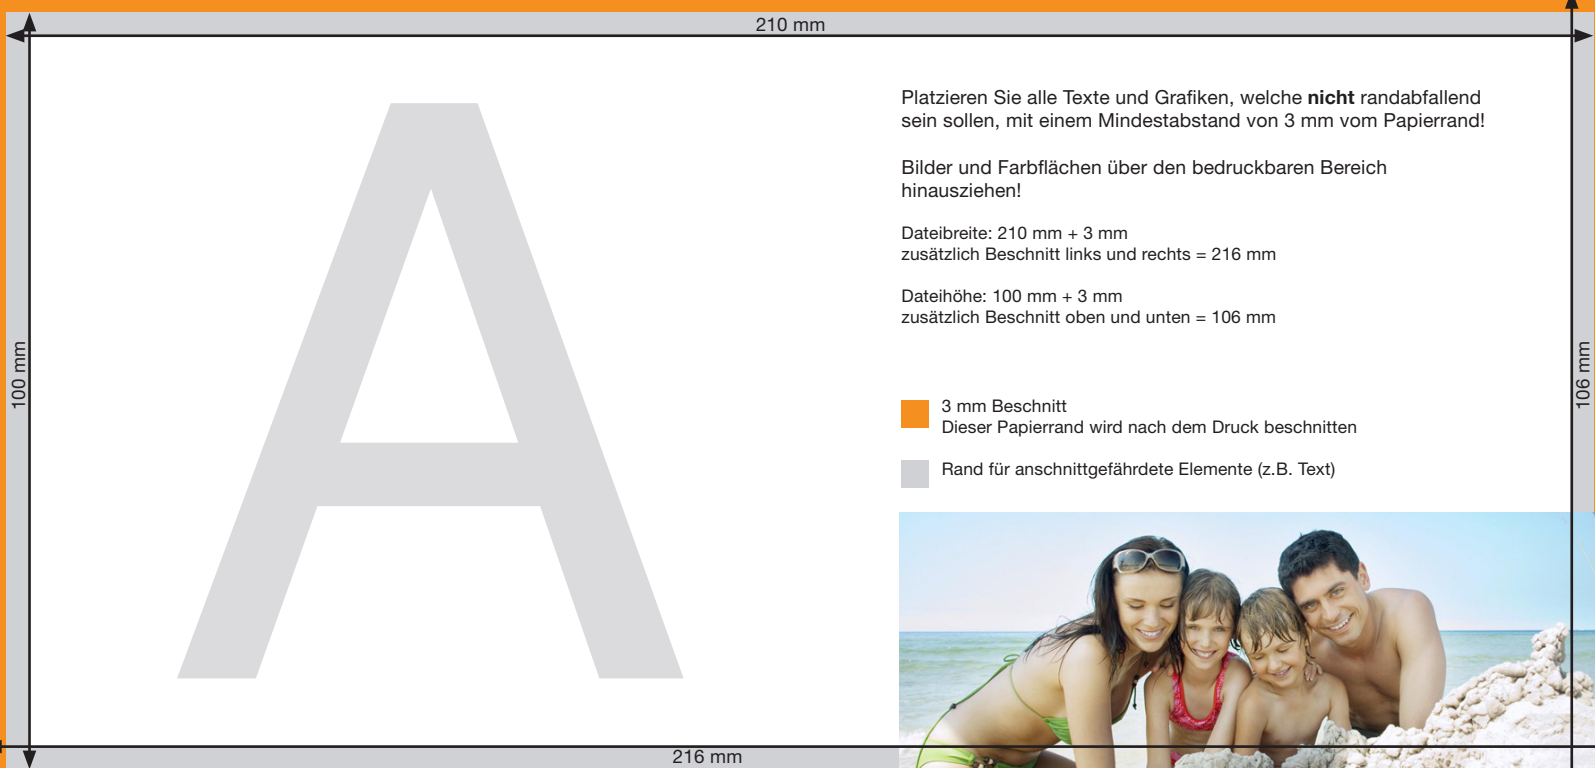 210 mm
A
Platzieren Sie alle Texte und Grafiken, welche nicht randabfallend
sein sollen, mit einem Mindestabstand von 3 mm vom Papierrand!
Bilder und Farbflächen über den bedruckbaren Bereich
hinausziehen!
Dateibreite: 210 mm + 3 mm
zusätzlich Beschnitt links und rechts = 216 mm
Dateihöhe: 100 mm + 3 mm
zusätzlich Beschnitt oben und unten = 106 mm
100 mm
106 mm
3 mm Beschnitt
Dieser Papierrand wird nach dem Druck beschnitten
Rand für anschnittgefährdete Elemente (z.B. Text)
216 mm